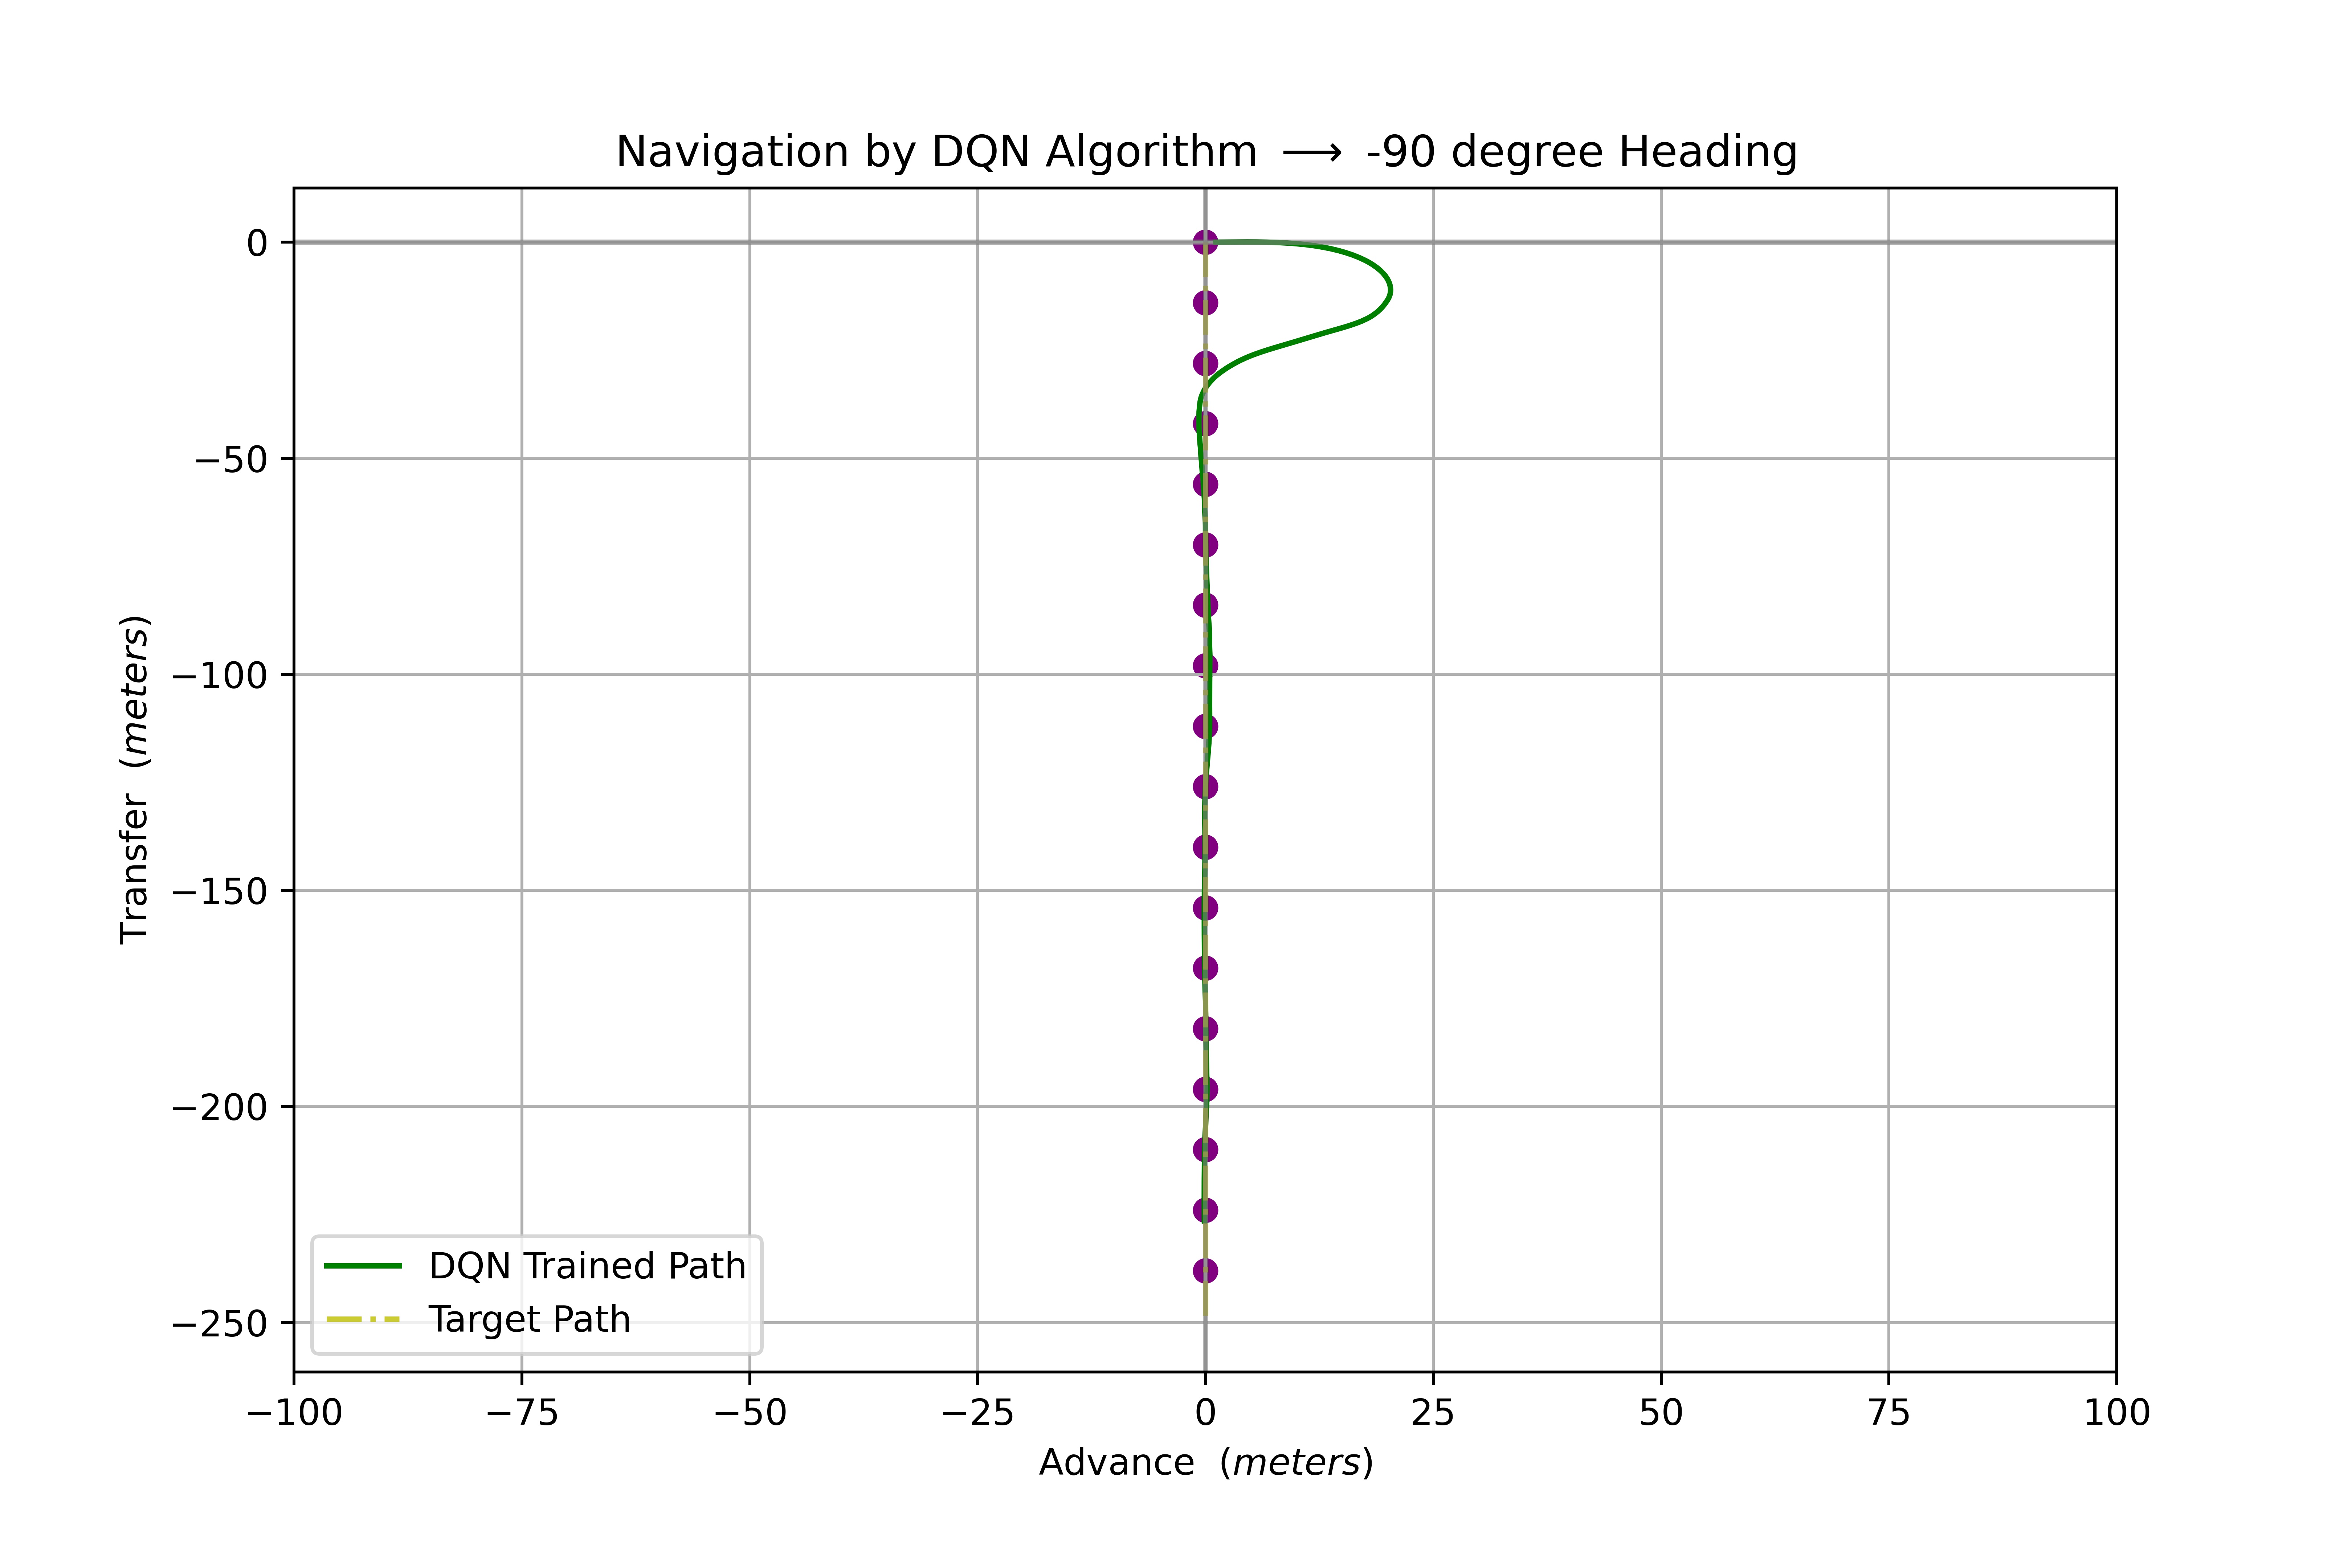 Navigation by DQN Algorithm ⟶ -90 degree Heading
0
−50
−100
−150
−200
−250
Transfer (meters)
DQN Trained Path
Target Path
−100 −75 −50 −25 0 25 50 75 100
Advance (meters)